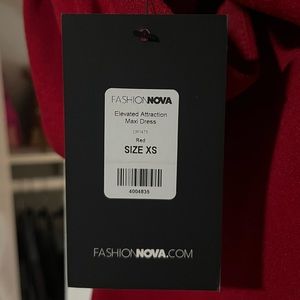 FASHIONNOVA
Elevated Attraction
Maxi Dress
Red
SIZE XS
4004835
FASHIONNOVA.COM